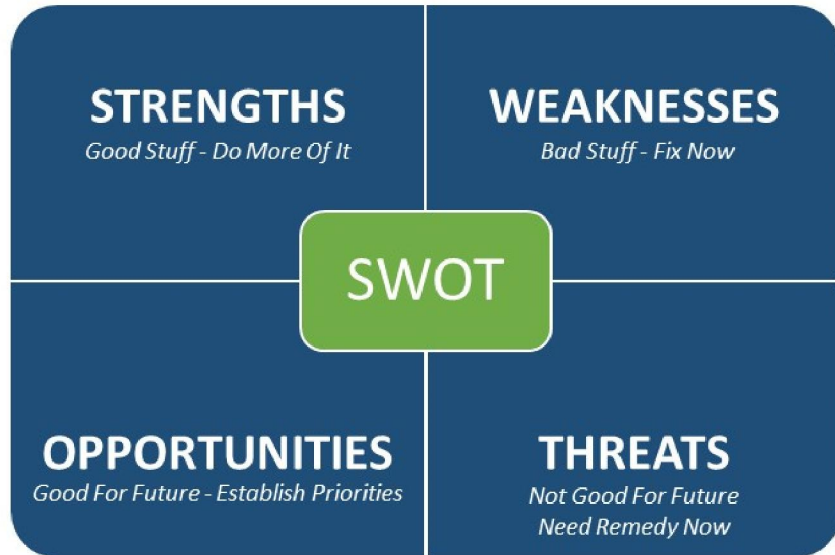 STRENGTHS
Good Stuff - Do More Of It
WEAKNESSES
Bad Stuff - Fix Now
SWOT
OPPORTUNITIES
Good For Future - Establish Priorities
THREATS
Not Good For Future
Need Remedy Now